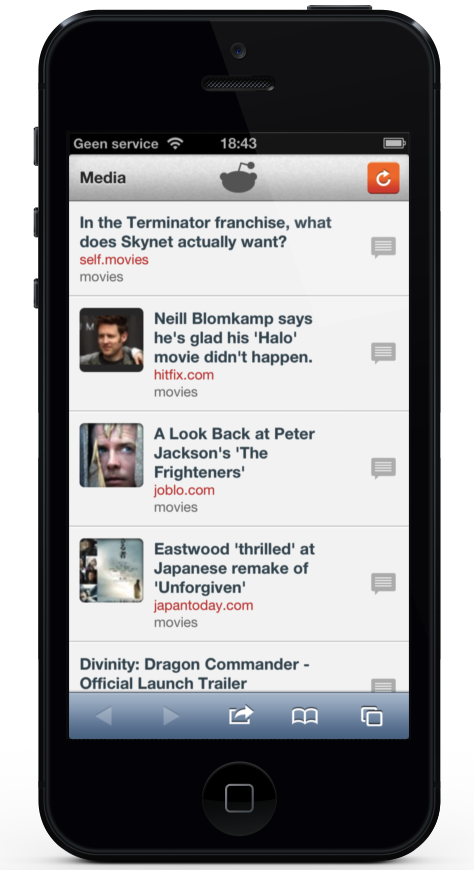 Geen service 18:43
Media
In the Terminator franchise, what
does Skynet actually want?
self.movies
movies
Neill Blomkamp says
he's glad his 'Halo'
movie didn't happen.
hitfix.com
movies
A Look Back at Peter
Jackson's 'The
Frighteners'
joblo.com
movies
Eastwood 'thrilled' at
Japanese remake of
'Unforgiven'
japantoday.com
movies
Divinity: Dragon Commander -
Official Launch Trailer